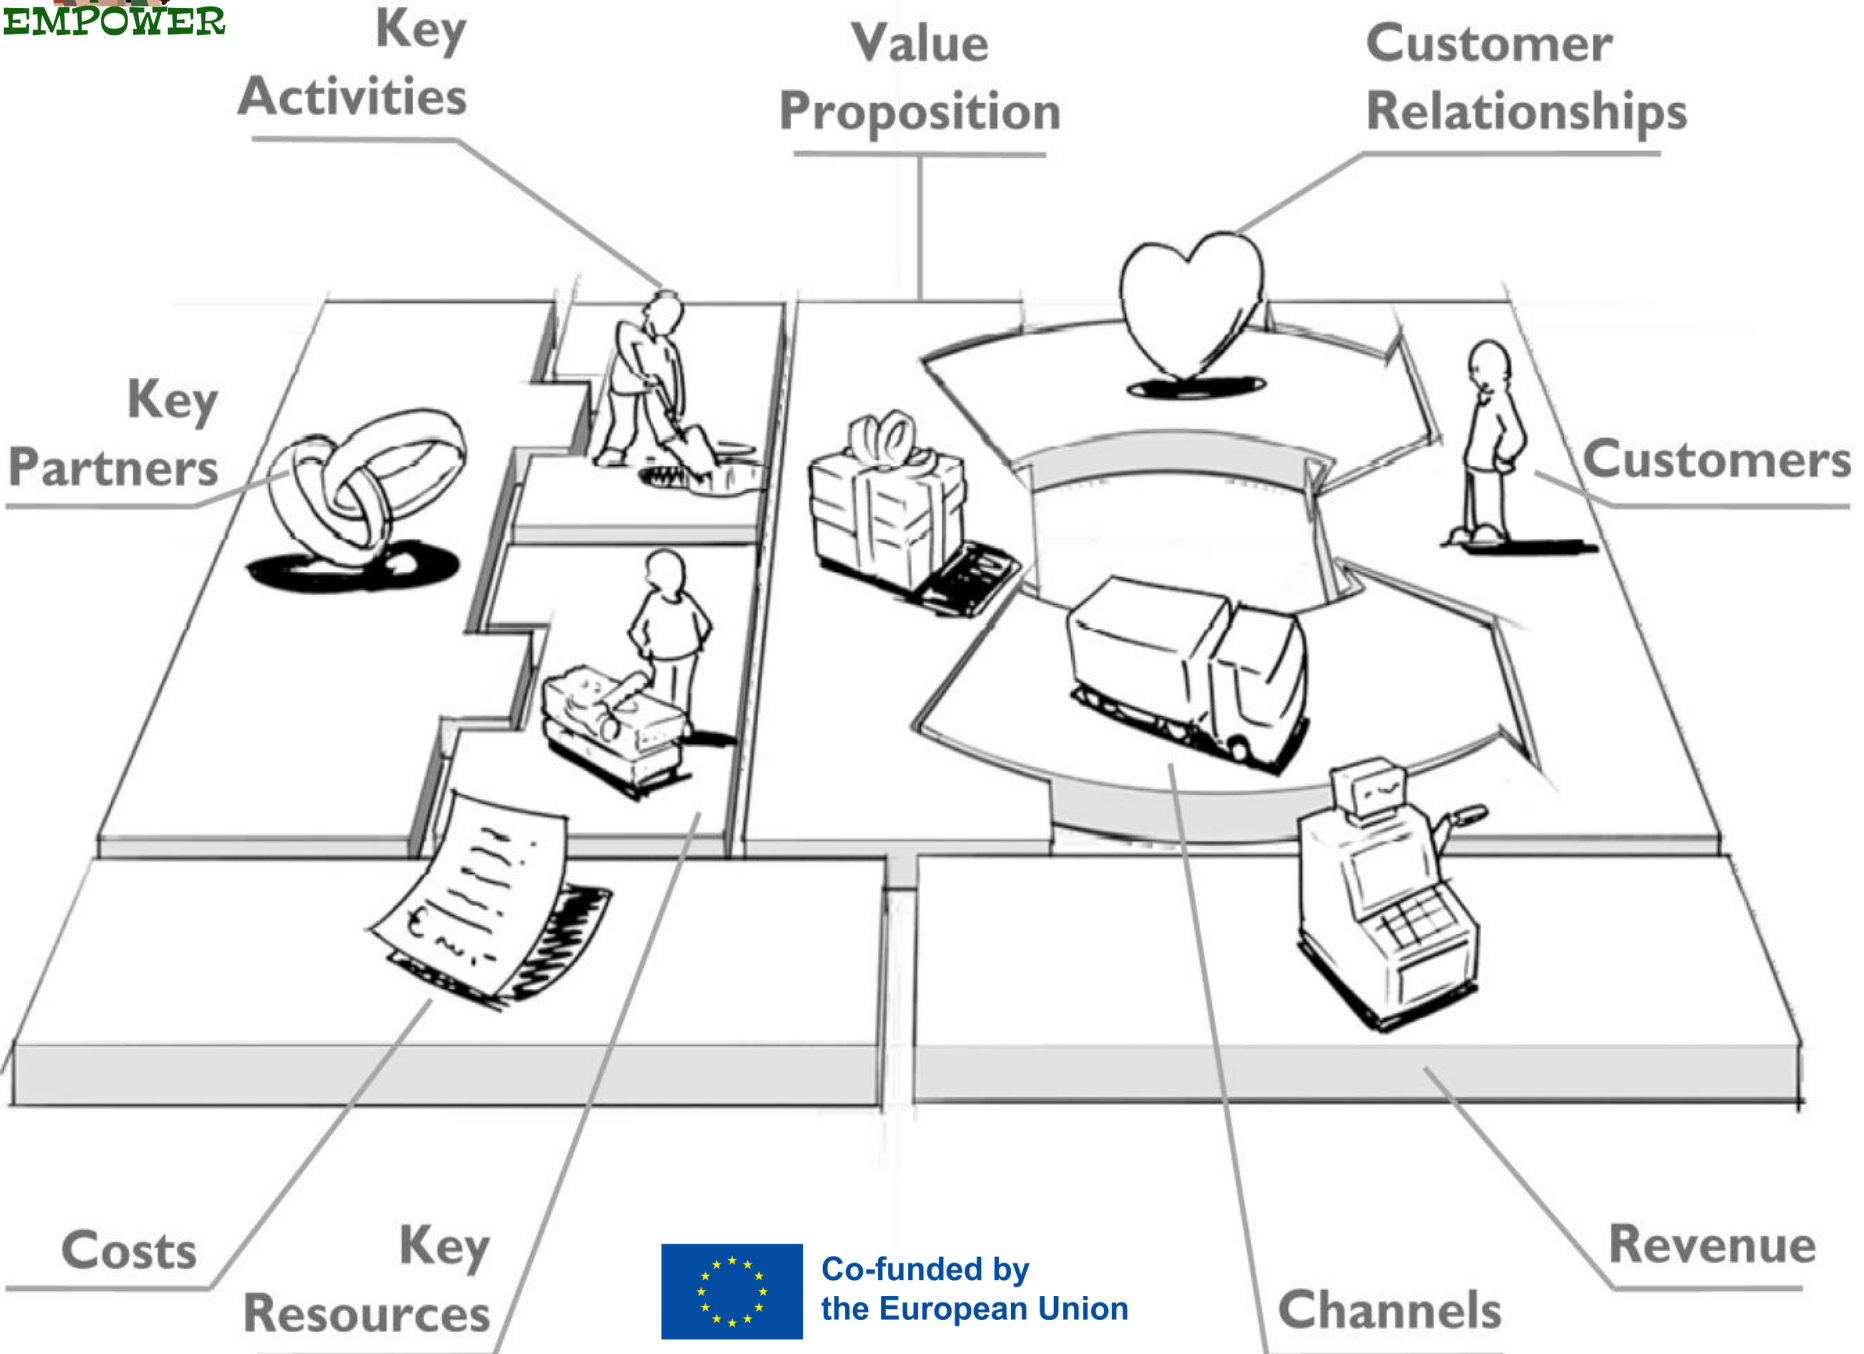 EMPOWER
Key
Activities
Value
Proposition
Customer
Relationships
Key
Partners
Customers
€
Costs
Key
Resources
Co-funded by
the European Union
Channels
Revenue